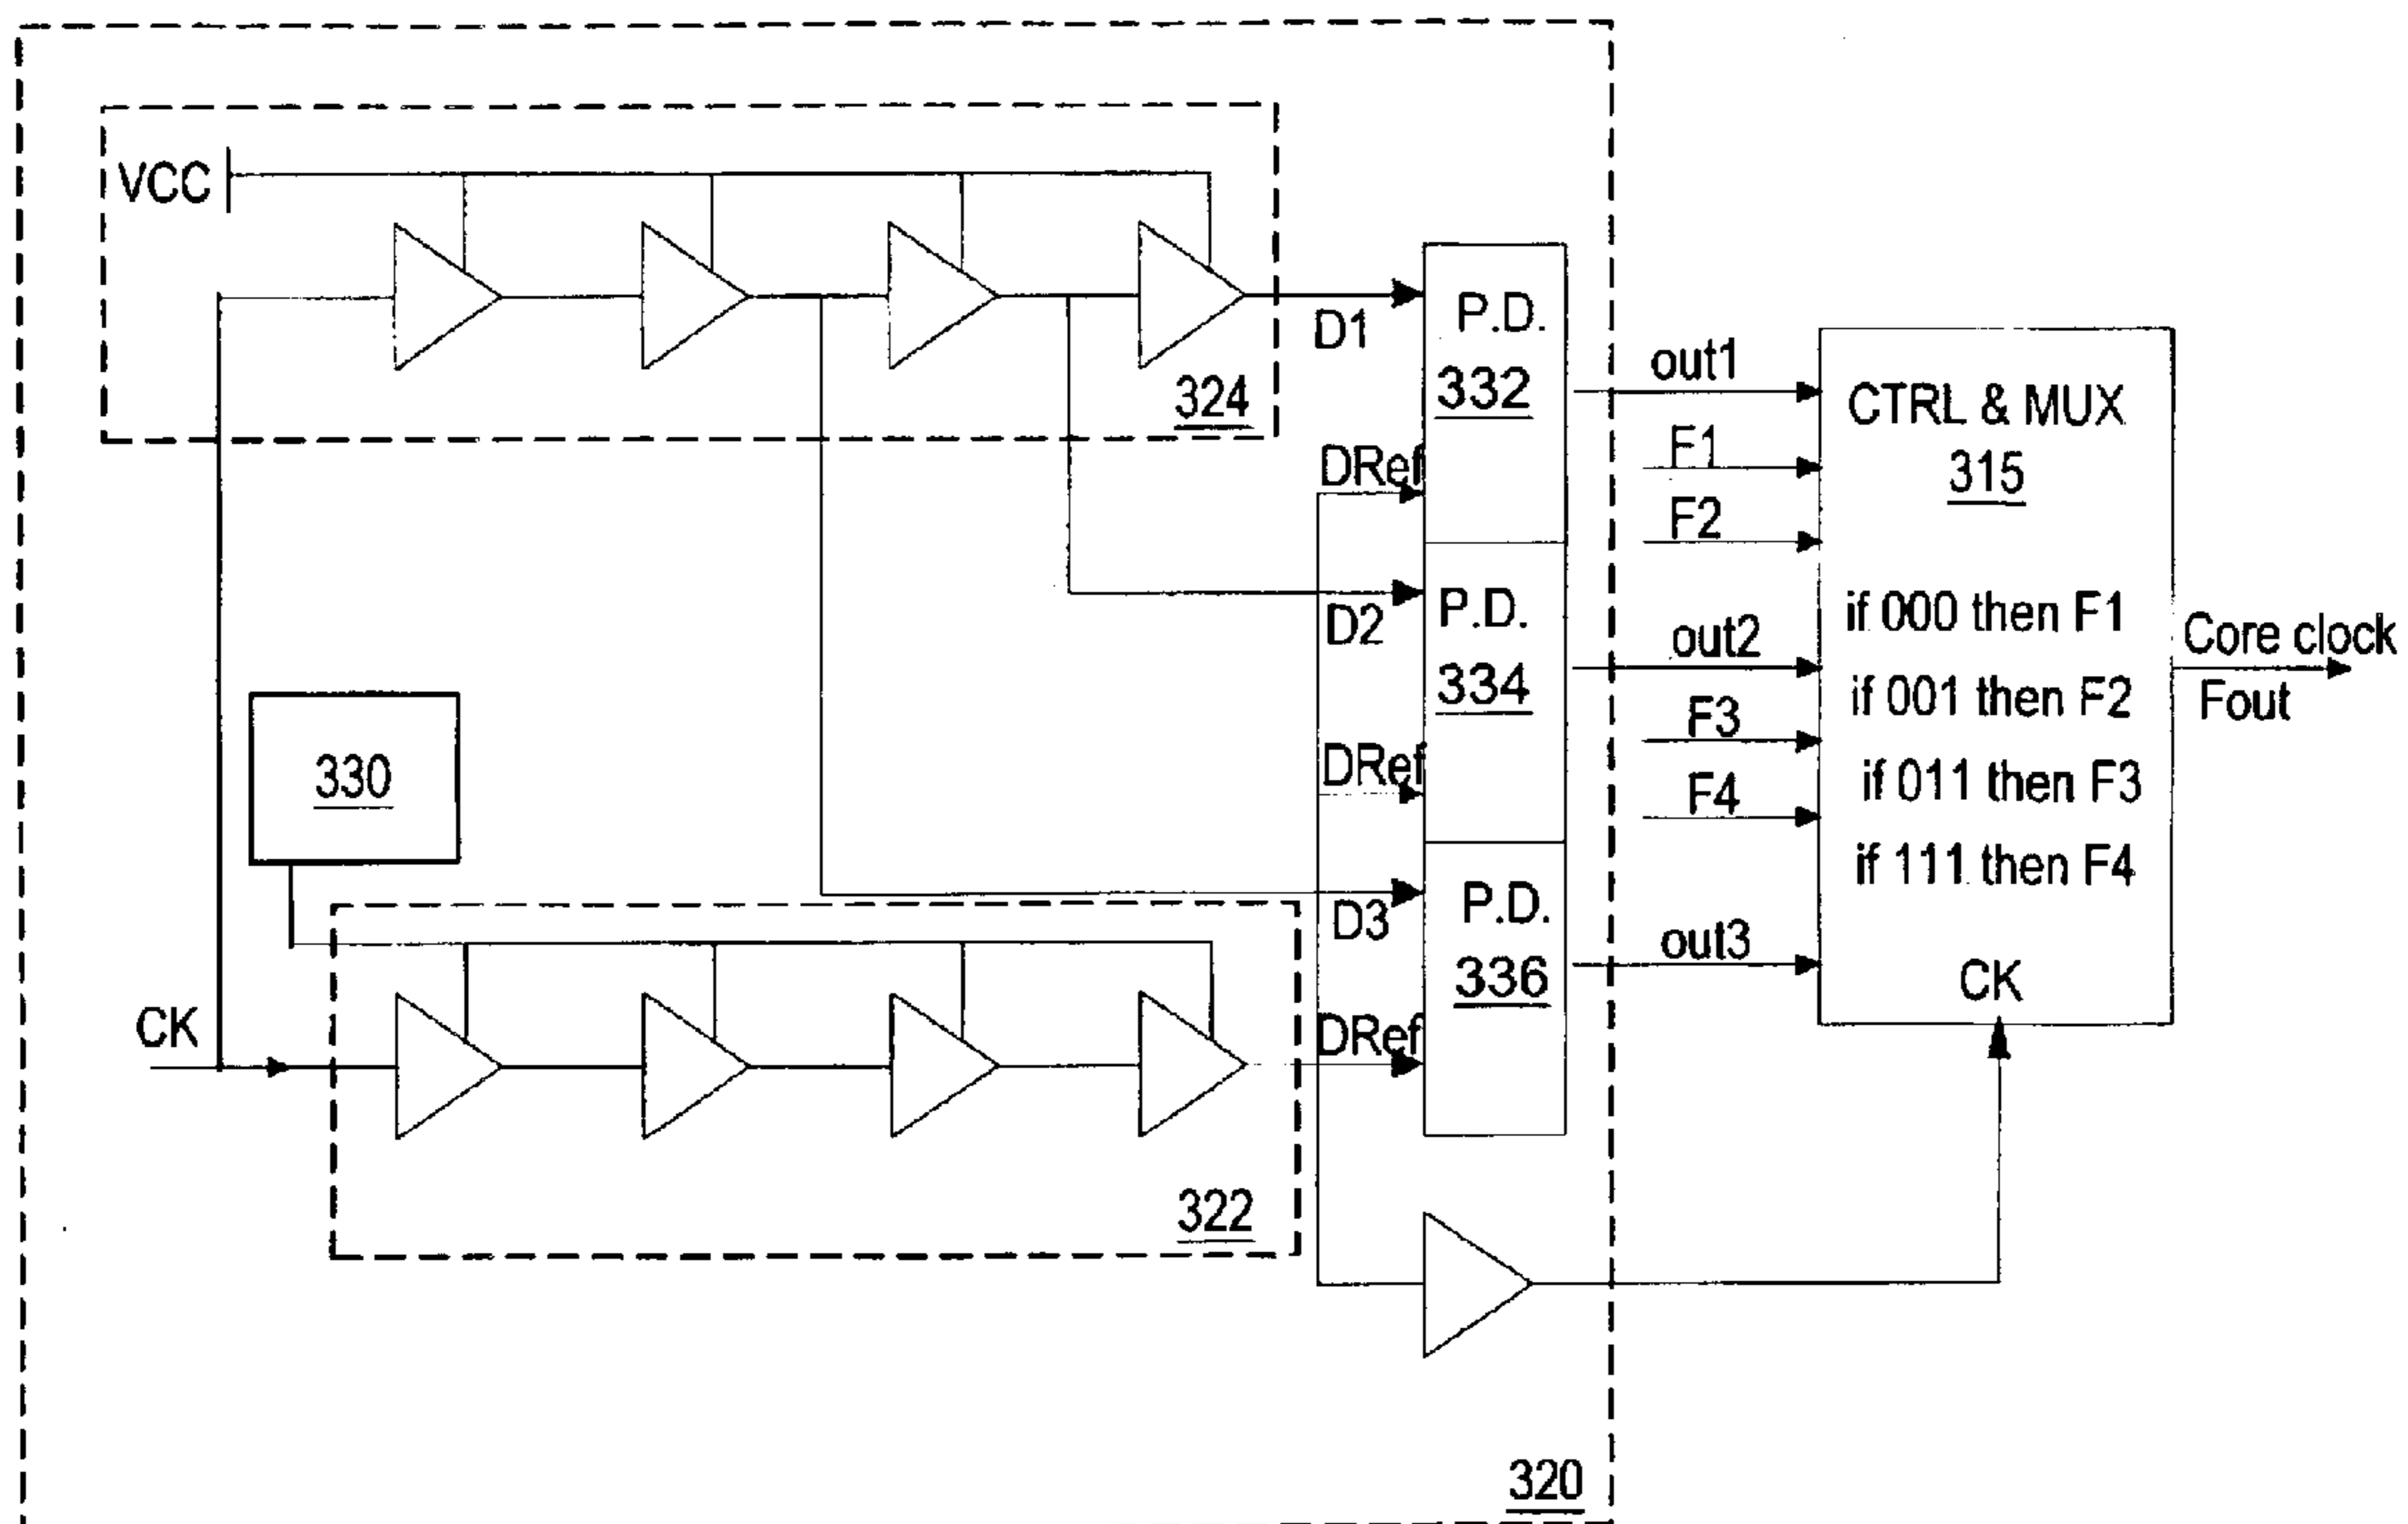 VCC
324
D1
P.D.
332
DRef
D2
P.D.
334
DRef
D3
P.D.
336
DRef
330
CK
322
320
out1
F1
F2
out2
F3
F4
out3
CTRL & MUX
315
if 000 then F1
if 001 then F2
if 011 then F3
if 111 then F4
CK
Core clock
Fout